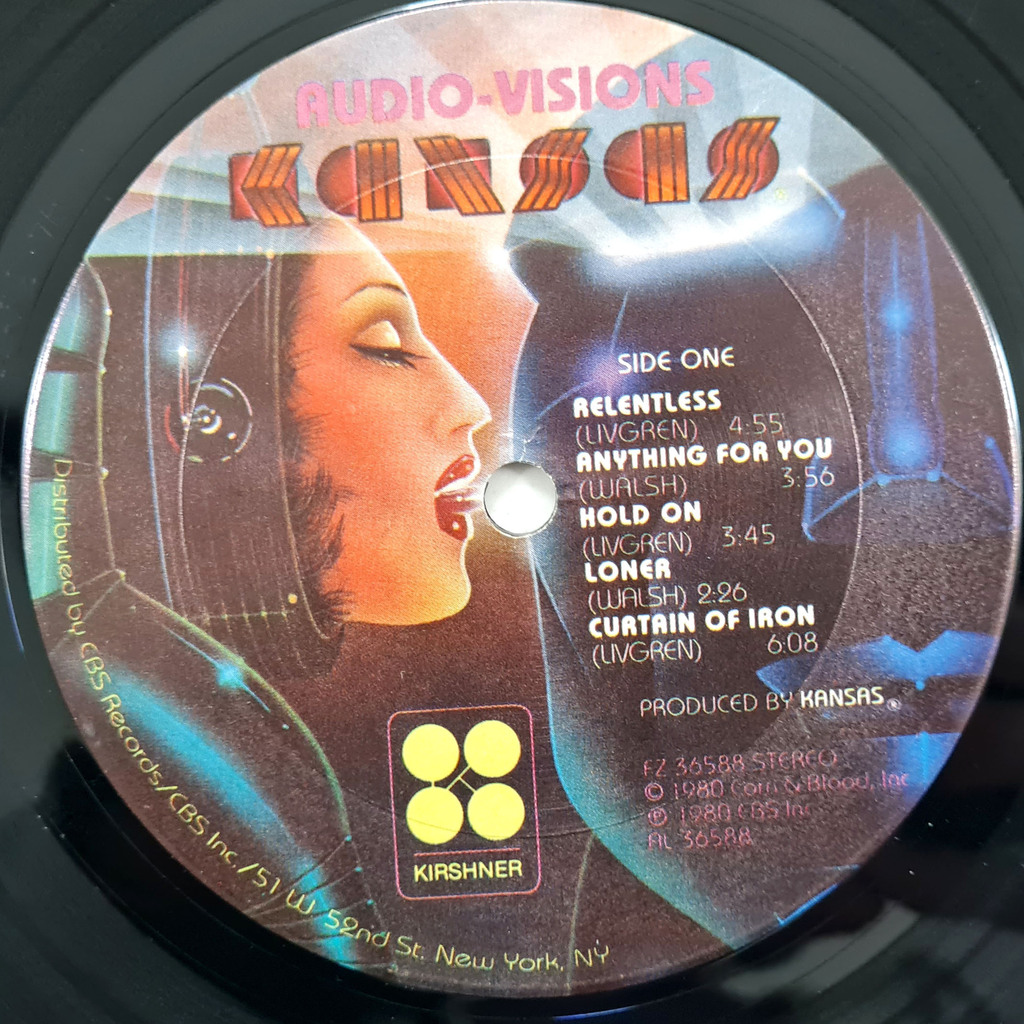 AUDIO-VISIONS
KANSAS®
SIDE ONE
RELENTLESS
(LIVGREN) 4:55
ANYTHING FOR YOU
(WALSH) 3:56
HOLD ON
(LIVGREN) 3:45
LONER
(WALSH) 2:26
CURTAIN OF IRON
(LIVGREN) 6:08
PRODUCED BY KANSAS®
FZ 36588 STEREO
© 1980 Corn & Blood, Inc
℗ 1980 CBS Inc
AL 36588
KIRSHNER
Distributed by CBS Records/CBS Inc./51 W 52nd St. New York, NY